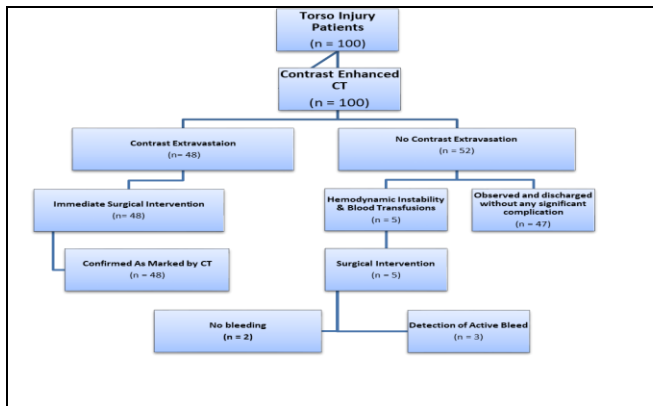 Torso Injury
Patients
(n = 100)
Contrast Enhanced
CT
(n = 100)
Contrast Extravastaion
(n= 48)
No Contrast Extravasation
(n = 52)
Immediate Surgical Intervention
(n= 48)
Hemodynamic Instability
& Blood Transfusions
(n = 5)
Observed and discharged
without any significant
complication
(n = 47)
Confirmed As Marked by CT
(n = 48)
Surgical Intervention
(n = 5)
No bleeding
(n = 2)
Detection of Active Bleed
(n = 3)